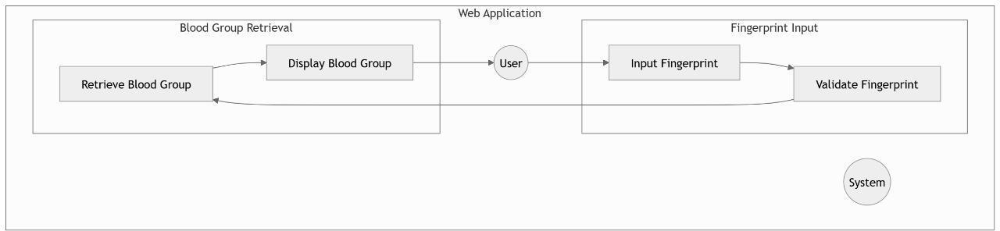 Web Application
Blood Group Retrieval
Fingerprint Input
Display Blood Group
User
Input Fingerprint
Retrieve Blood Group
Validate Fingerprint
System